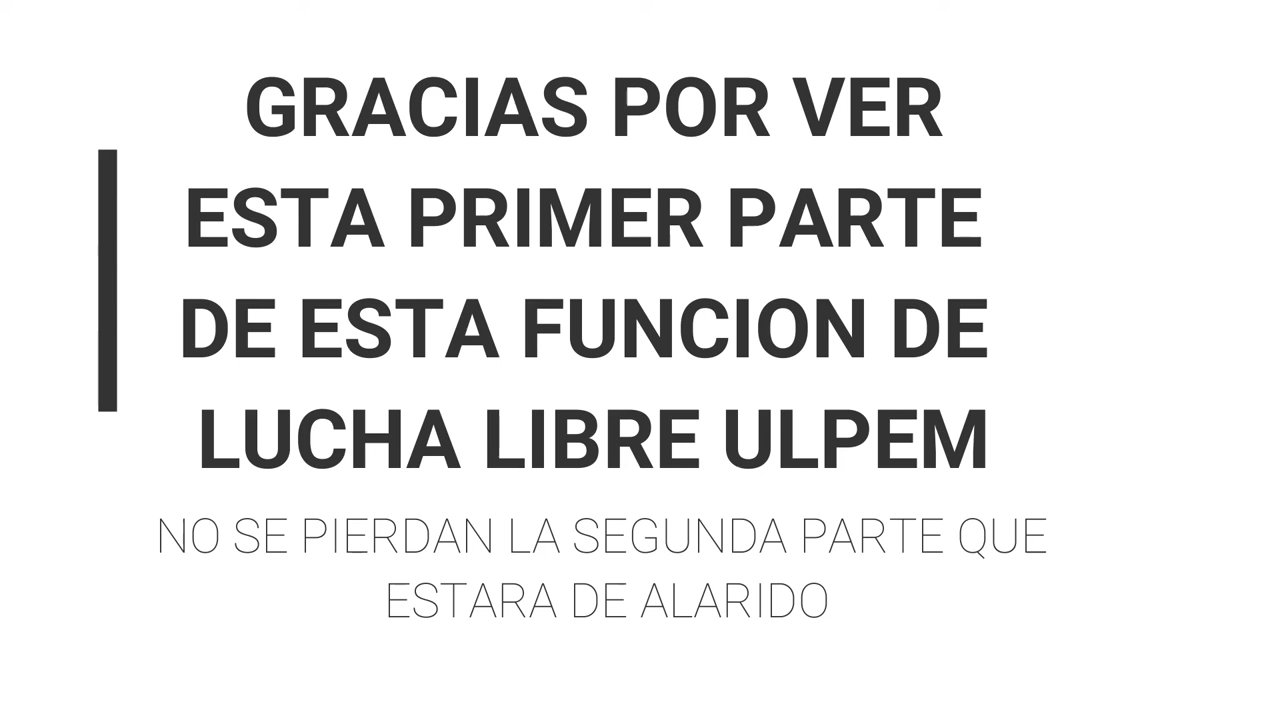 GRACIAS POR VER
ESTA PRIMER PARTE
DE ESTA FUNCION DE
LUCHA LIBRE ULPEM
NO SE PIERDAN LA SEGUNDA PARTE QUE
ESTARA DE ALARIDO